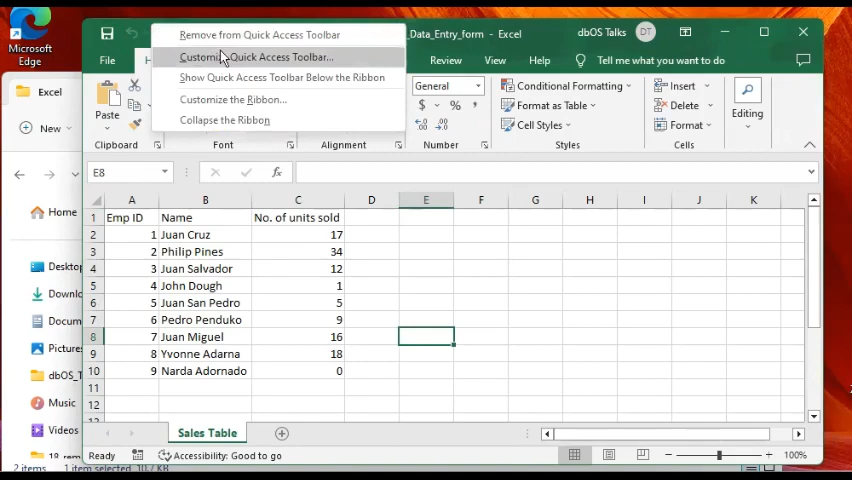 Microsoft
Edge
Excel
New
Home
Desktop
Downlo
Docum
Pictures
dbOS_T
Music
Videos
2 items
1 item selected 10.7 KB
_Data_Entry_form - Excel
dbOS Talks
DT
Remove from Quick Access Toolbar
Customize Quick Access Toolbar...
Show Quick Access Toolbar Below the Ribbon
Customize the Ribbon...
Collapse the Ribbon
File
H
Review
View
Help
Tell me what you want to do
Paste
Clipboard
Font
Alignment
General
$ % ,
Number
Conditional Formatting
Format as Table
Cell Styles
Styles
Insert
Delete
Format
Cells
Editing
E8
fx
A B C D E F G H I J K
1 Emp ID Name No. of units sold
2 1 Juan Cruz 17
3 2 Philip Pines 34
4 3 Juan Salvador 12
5 4 John Dough 1
6 5 Juan San Pedro 5
7 6 Pedro Penduko 9
8 7 Juan Miguel 16
9 8 Yvonne Adarna 18
10 9 Narda Adornado 0
11
12
Sales Table
Ready
Accessibility: Good to go
100%